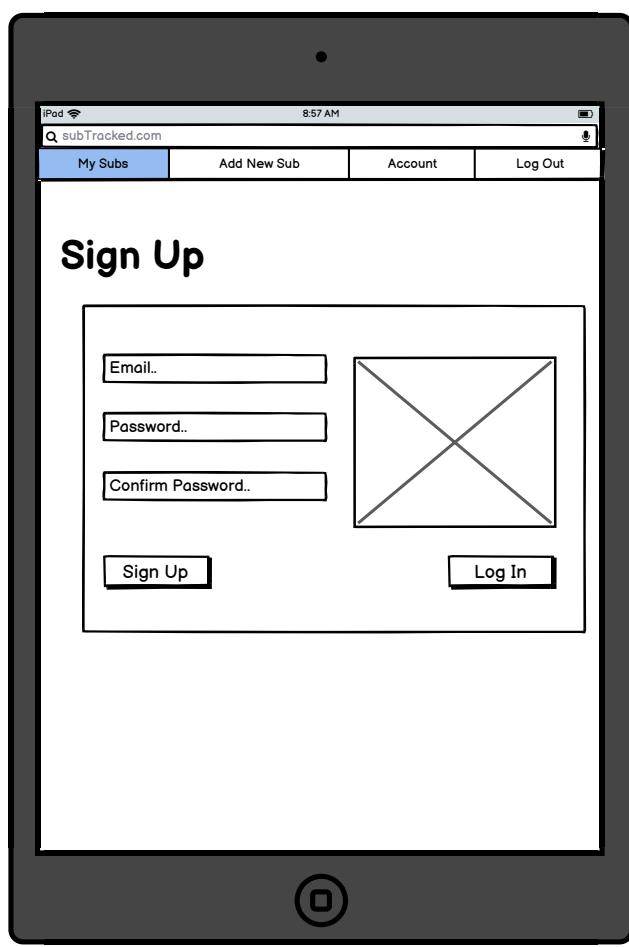 iPad 8:57 AM
subTracked.com
My Subs Add New Sub Account Log Out
Sign Up
Email..
Password..
Confirm Password..
Sign Up Log In